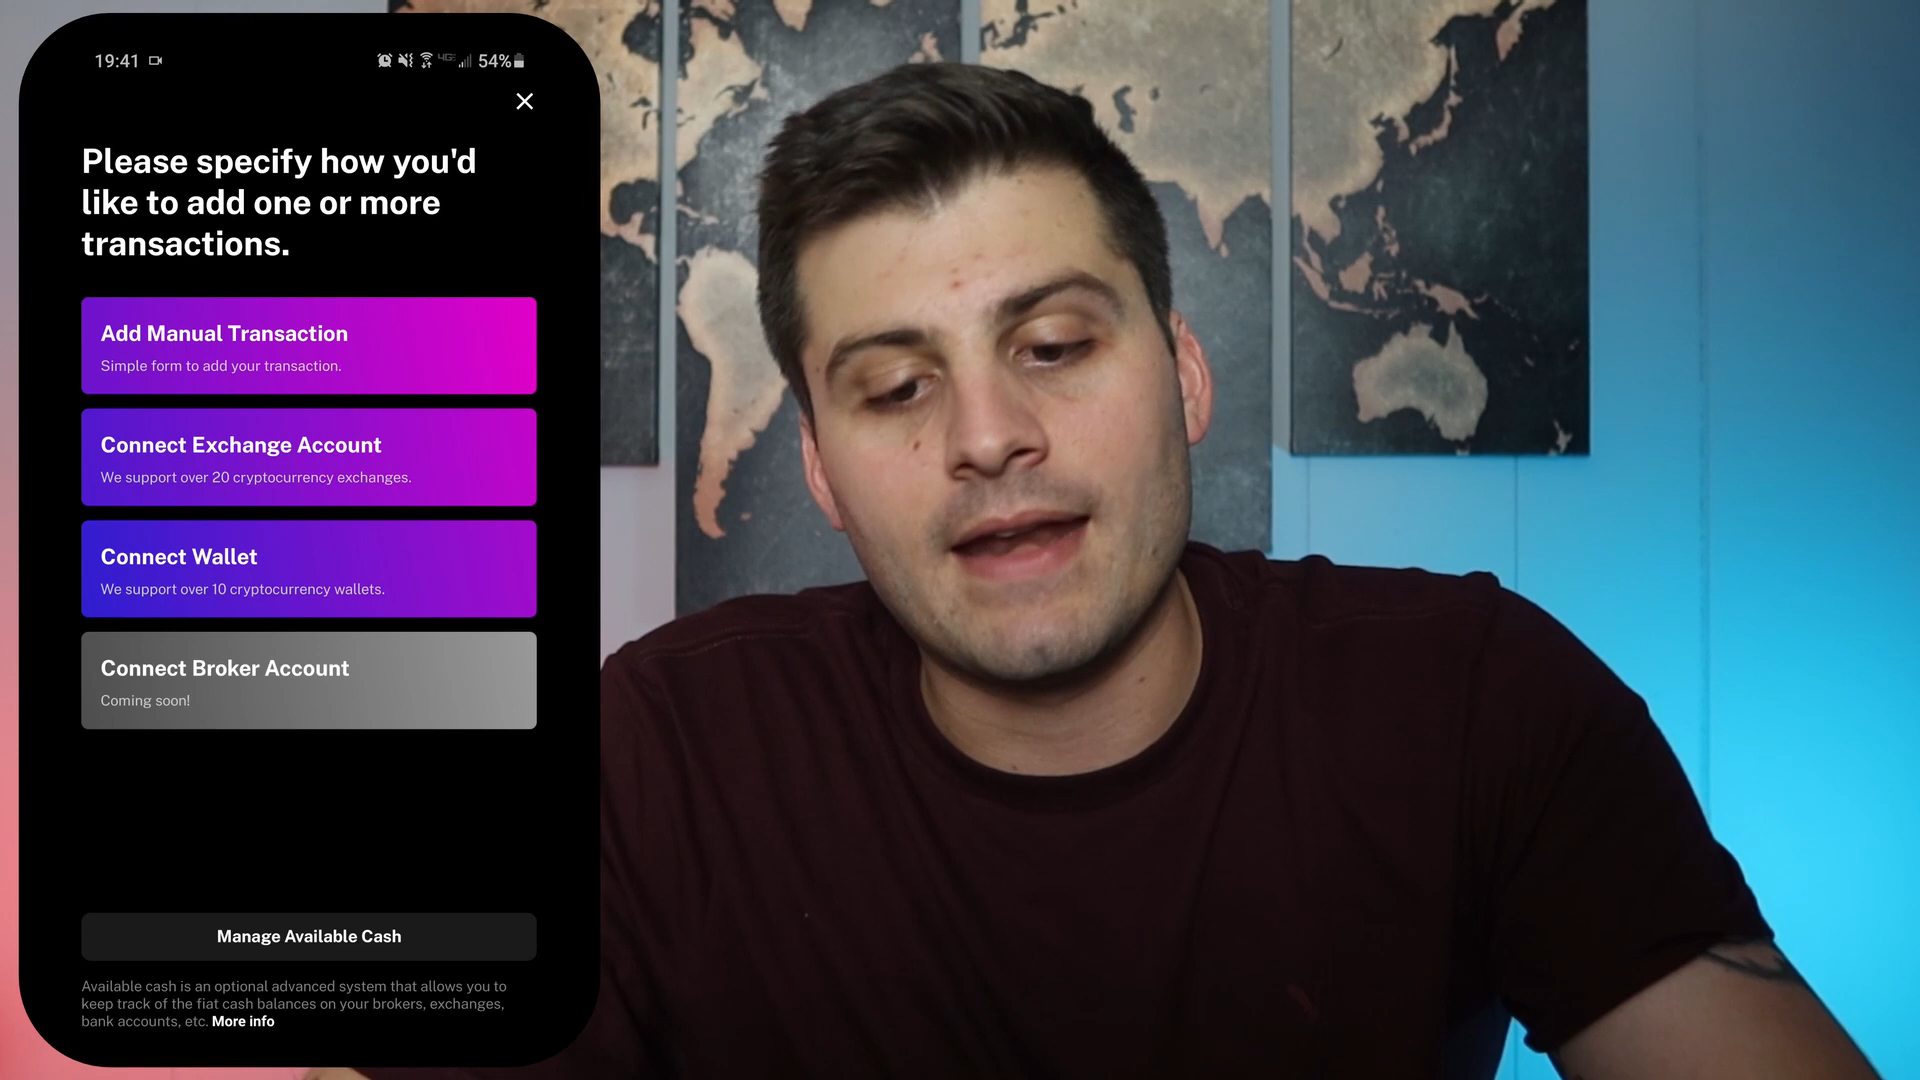 19:41
54%
Please specify how you'd
like to add one or more
transactions.
Add Manual Transaction
Simple form to add your transaction.
Connect Exchange Account
We support over 20 cryptocurrency exchanges.
Connect Wallet
We support over 10 cryptocurrency wallets.
Connect Broker Account
Coming soon!
Manage Available Cash
Available cash is an optional advanced system that allows you to
keep track of the fiat cash balances on your brokers, exchanges,
bank accounts, etc. More info